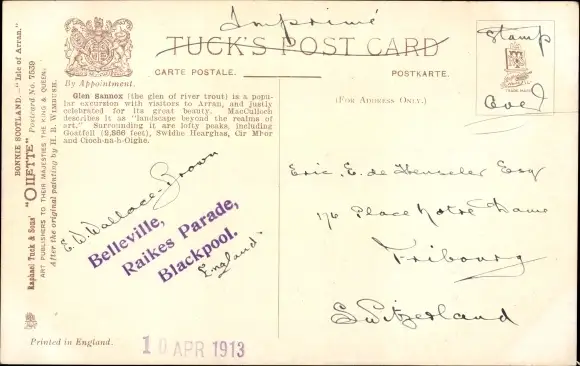 Imprimé
TUCK'S POST CARD
CARTE POSTALE.
POSTKARTE.
By Appointment.
(FOR ADDRESS ONLY.)
Stamp
Over
Glen Sannox (the glen of river trout) is a popu-
lar excursion with visitors to Arran, and justly
celebrated for its great beauty. MacCulloch
describes it as "landscape beyond the realms of
art." Surrounding it are lofty peaks, including
Goatfell (2,866 feet), Swidhe Hearghas, Cir Mhor
and Cioch-na-h-Oighe.
BONNIE SCOTLAND.—"Isle of Arran."
Raphael Tuck & Sons' "OILETTE" Postcard No. 7539
ART PUBLISHERS TO THEIR MAJESTIES THE KING & QUEEN.
After the original painting by H. B. WIMBUSH.
E. W. Wallace-Brown
Belleville,
Raikes Parade,
Blackpool.
England.
Eric. E. de Heuseler Esq
176 Place Notre Dame
Fribourg
Switzerland
Printed in England.
10 APR 1913